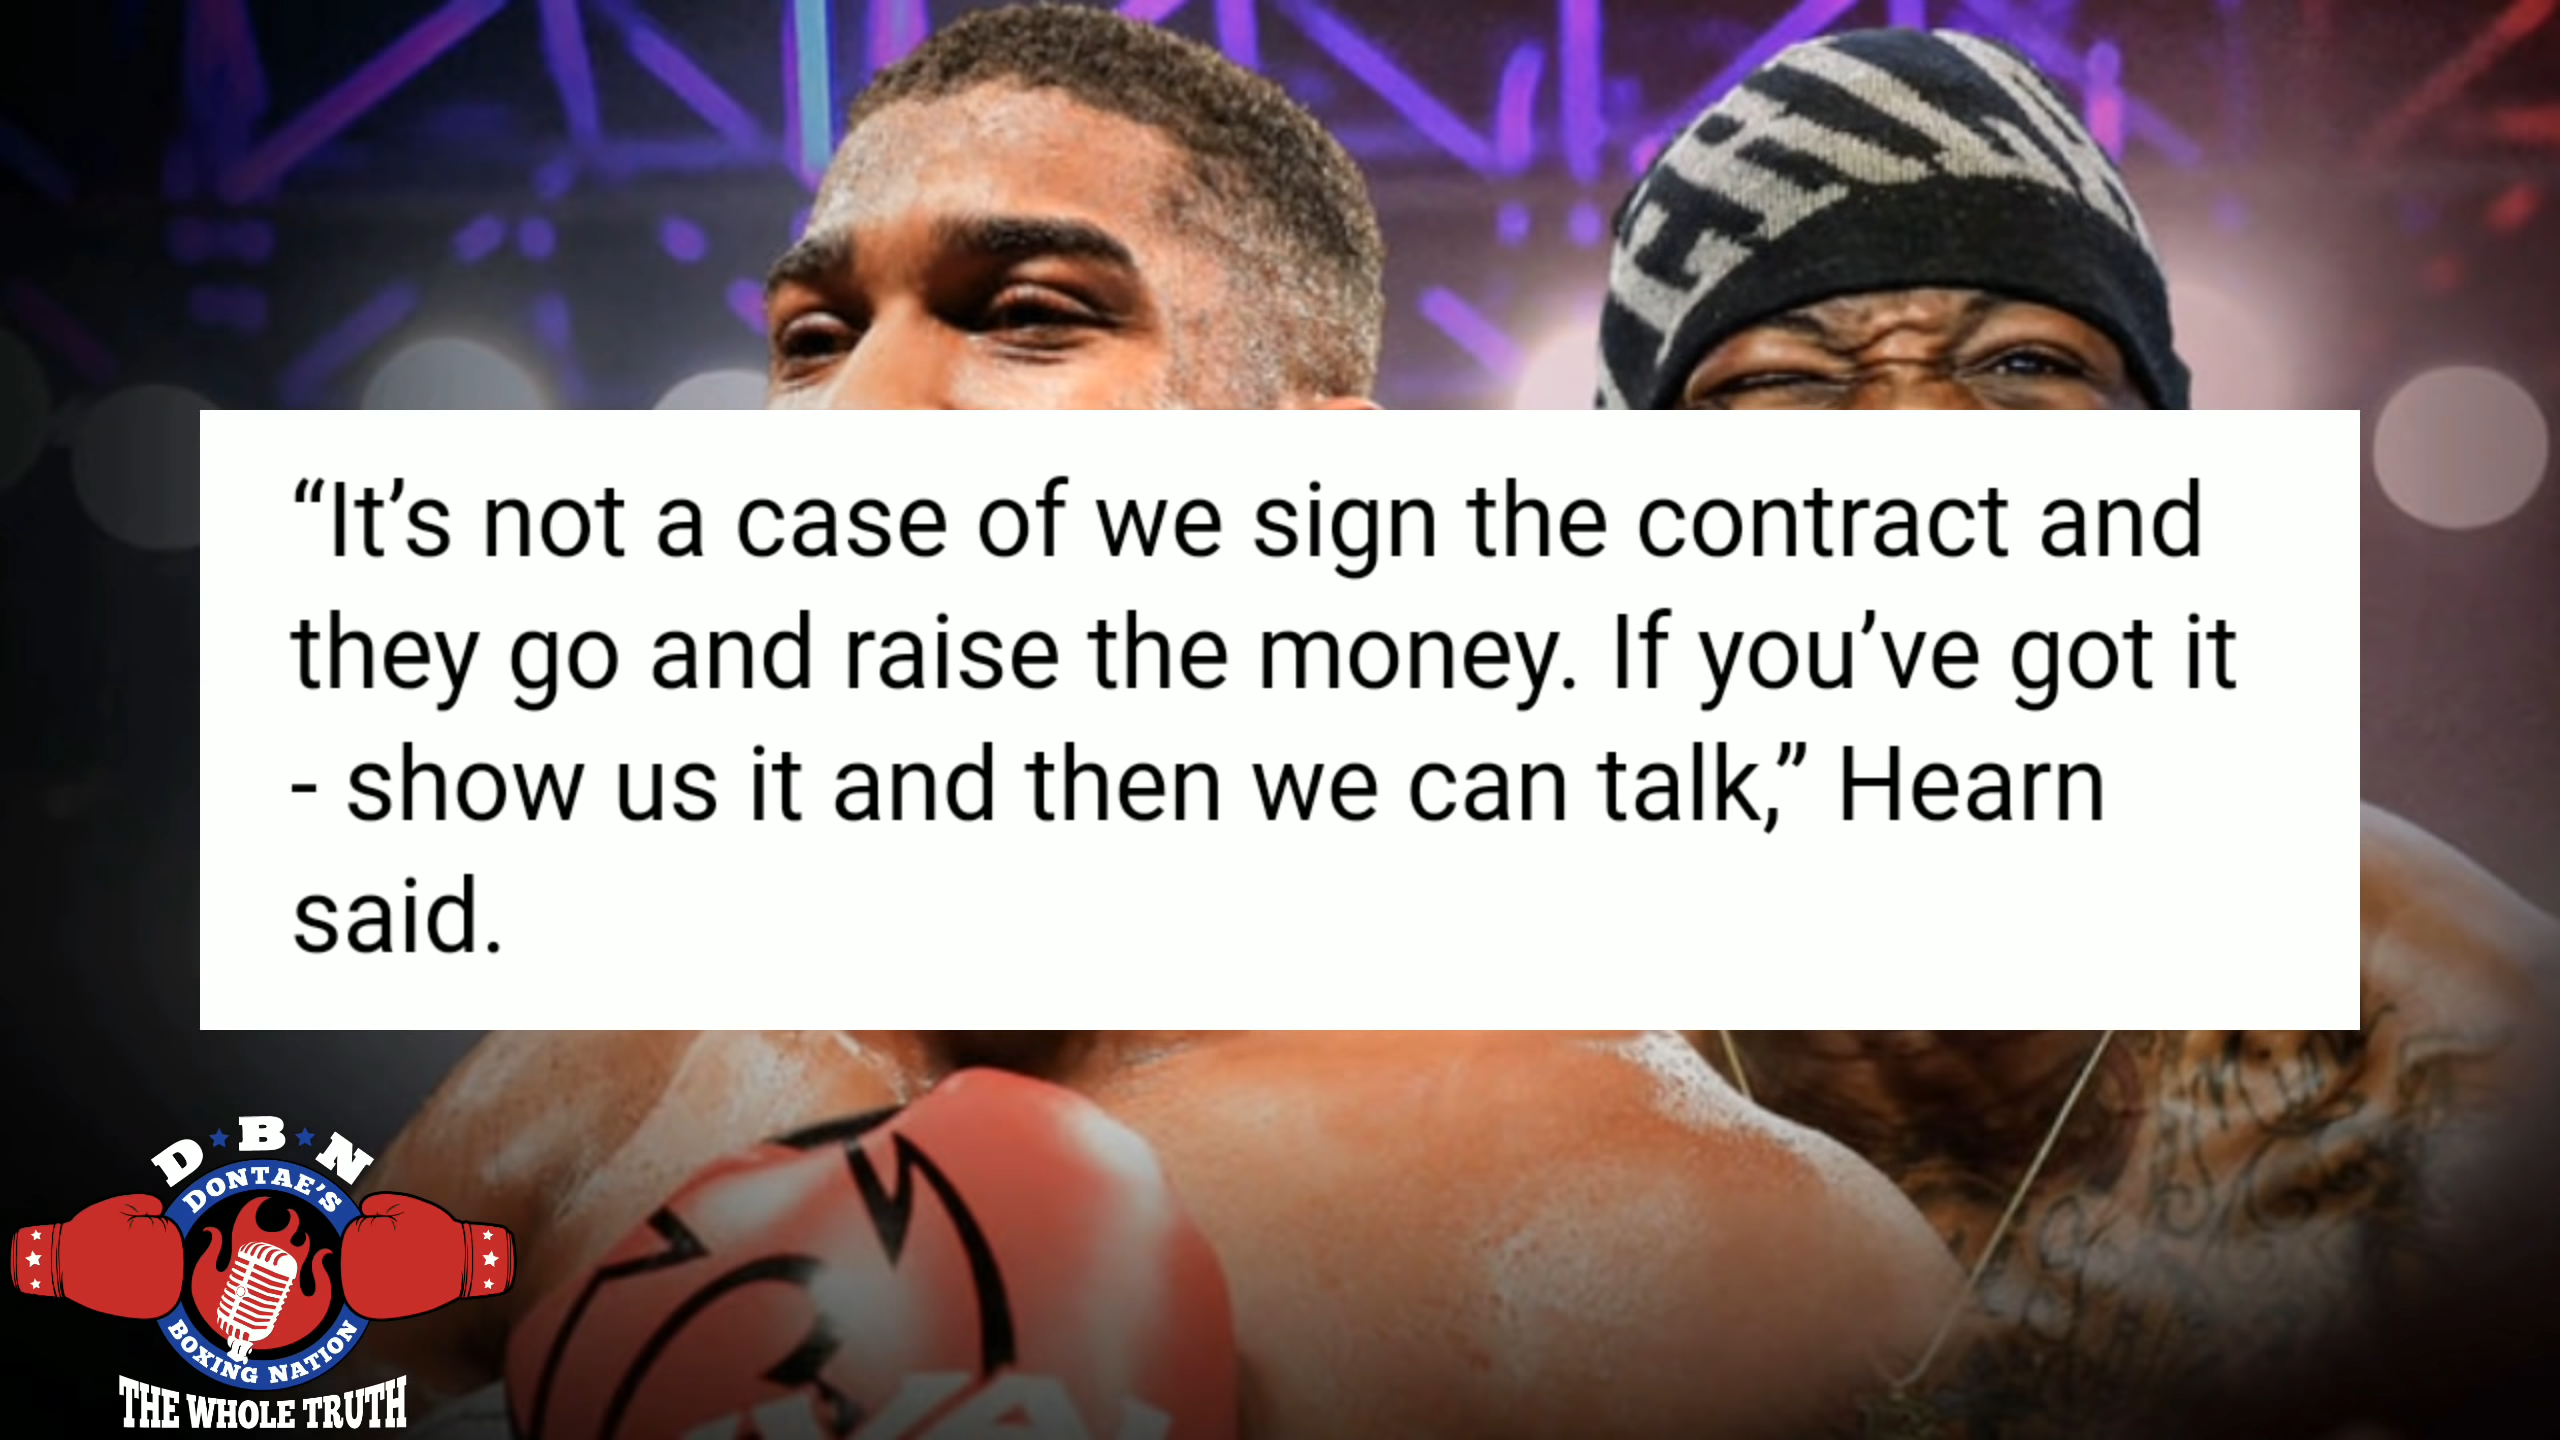 “It’s not a case of we sign the contract and
they go and raise the money. If you’ve got it
- show us it and then we can talk,” Hearn
said.
D★B★N
DONTAE'S
BOXING NATION
THE WHOLE TRUTH